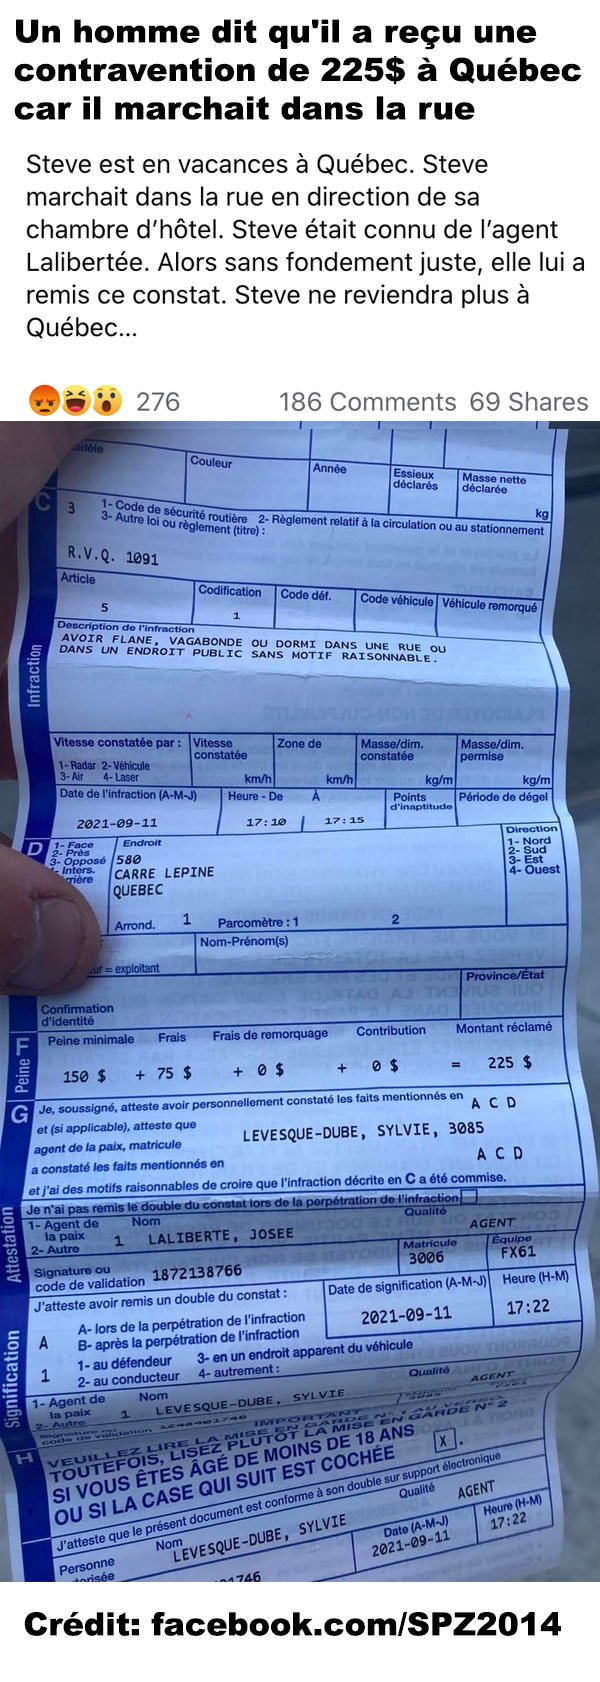 Un homme dit qu'il a reçu une
contravention de 225$ à Québec
car il marchait dans la rue
Steve est en vacances à Québec. Steve
marchait dans la rue en direction de sa
chambre d’hôtel. Steve était connu de l’agent
Lalibertée. Alors sans fondement juste, elle lui a
remis ce constat. Steve ne reviendra plus à
Québec...
276 186 Comments 69 Shares
Couleur Année Essieux déclarés Masse nette déclarée
kg
C 3 1- Code de sécurité routière 2- Règlement relatif à la circulation ou au stationnement
3- Autre loi ou règlement (titre) :
R.V.Q. 1091
Article Codification Code déf. Code véhicule Véhicule remorqué
5 1
Infraction
Description de l'infraction
AVOIR FLANE, VAGABONDE OU DORMI DANS UNE RUE OU
DANS UN ENDROIT PUBLIC SANS MOTIF RAISONNABLE.
Vitesse constatée par : Vitesse constatée Zone de Masse/dim. constatée Masse/dim. permise
1- Radar 2- Véhicule
3- Air 4- Laser km/h km/h kg/m kg/m
Date de l'infraction (A-M-J) Heure - De À Points d'inaptitude Période de dégel
2021-09-11 17:10 17:15
D 1- Face Endroit Direction
2- Près 580 1- Nord
3- Opposé CARRE LEPINE 2- Sud
Inters. QUEBEC 3- Est
4- Ouest
Arrond. 1 Parcomètre : 1 2
Nom-Prénom(s)
= exploitant
Province/État
Confirmation
d'identité
F Peine
Peine minimale Frais Frais de remorquage Contribution Montant réclamé
150 $ + 75 $ + 0 $ + 0 $ = 225 $
G Je, soussigné, atteste avoir personnellement constaté les faits mentionnés en A C D
et (si applicable), atteste que
agent de la paix, matricule LEVESQUE-DUBE, SYLVIE, 3085
a constaté les faits mentionnés en A C D
et j'ai des motifs raisonnables de croire que l'infraction décrite en C a été commise.
Attestation
Je n'ai pas remis le double du constat lors de la perpétration de l'infraction
1- Agent de la paix Nom Qualité
2- Autre 1 LALIBERTE, JOSEE AGENT
Signature ou Matricule Équipe
code de validation 1872138766 3006 FX61
Signification
J'atteste avoir remis un double du constat : Date de signification (A-M-J) Heure (H-M)
A A- lors de la perpétration de l'infraction 2021-09-11 17:22
B- après la perpétration de l'infraction
1 1- au défendeur 3- en un endroit apparent du véhicule
2- au conducteur 4- autrement :
1- Agent de la paix Nom Qualité
2- Autre 1 LEVESQUE-DUBE, SYLVIE AGENT
H VEUILLEZ LIRE LA MISE EN GARDE N° 1 AU VERSO.
TOUTEFOIS, LISEZ PLUTÔT LA MISE EN GARDE N° 2
SI VOUS ÊTES ÂGÉ DE MOINS DE 18 ANS
OU SI LA CASE QUI SUIT EST COCHÉE X .
J'atteste que le présent document est conforme à son double sur support électronique
Personne Nom Qualité
LEVESQUE-DUBE, SYLVIE AGENT
Date (A-M-J) Heure (H-M)
2021-09-11 17:22
Crédit: facebook.com/SPZ2014